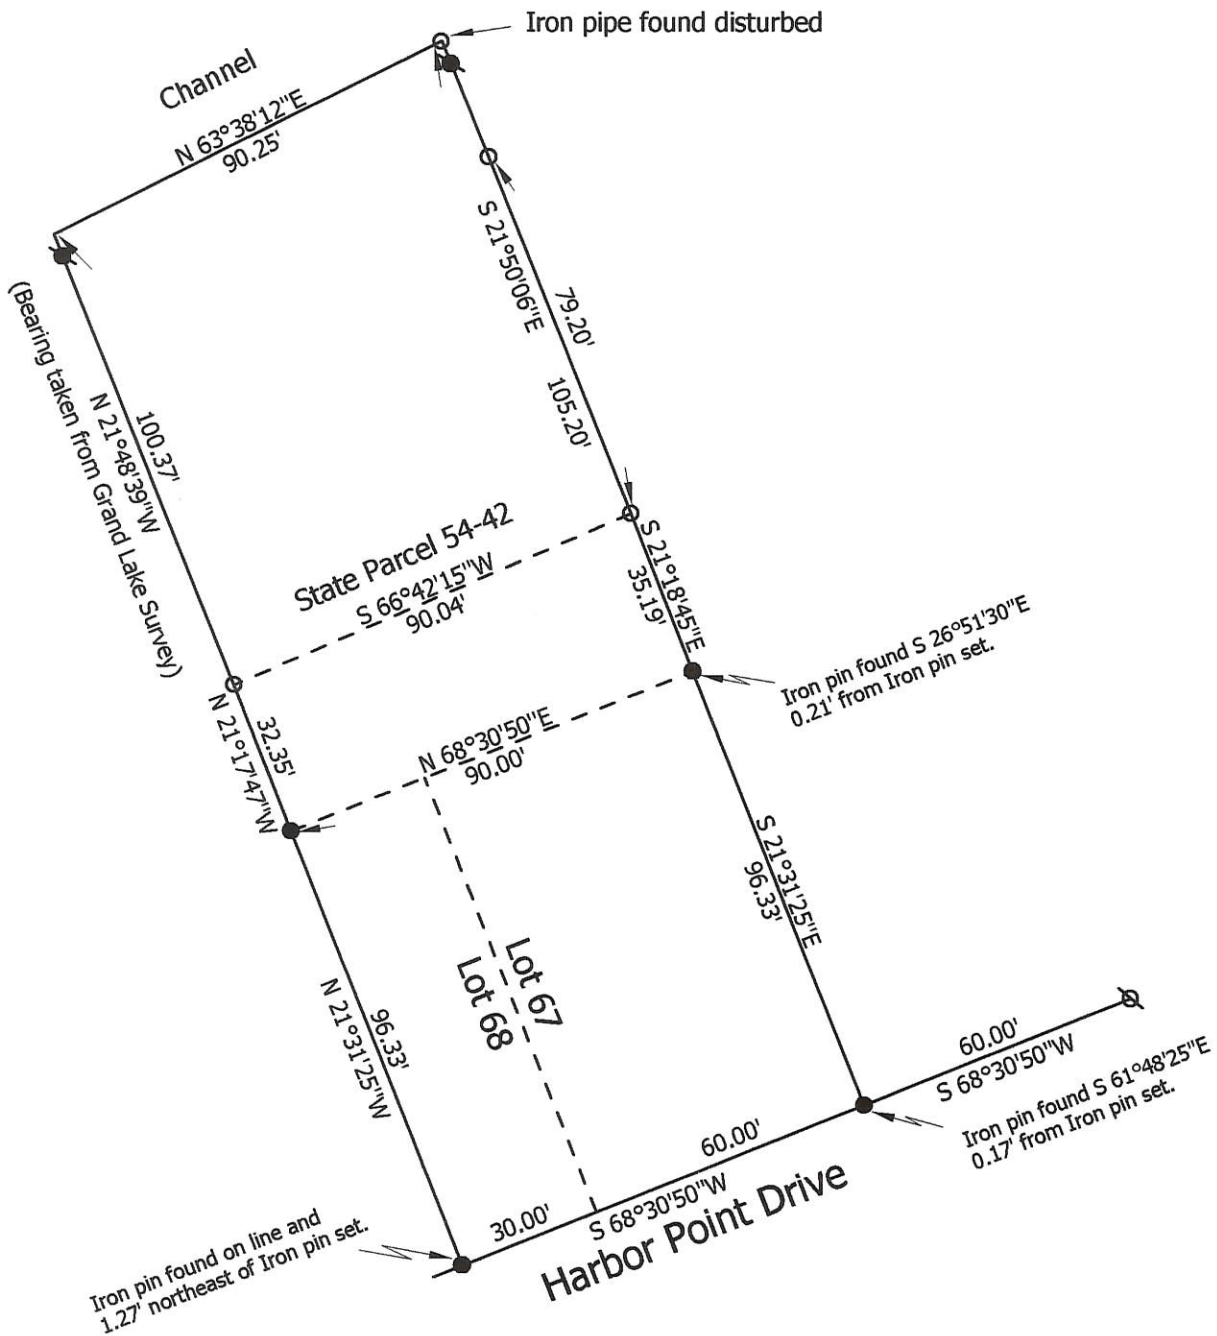 Iron pipe found disturbed
Channel
N 63°38'12"E
90.25'
S 21°50'06"E
79.20'
105.20'
(Bearing taken from Grand Lake Survey)
N 21°48'39"W
100.37'
State Parcel 54-42
S 66°42'15"W
90.04'
S 21°18'45"E
35.19'
Iron pin found S 26°51'30"E
0.21' from Iron pin set.
N 21°17'47"W
32.35'
N 68°30'50"E
90.00'
S 21°31'25"E
96.33'
Lot 67
Lot 68
N 21°31'25"W
96.33'
60.00'
S 68°30'50"W
Iron pin found S 61°48'25"E
0.17' from Iron pin set.
60.00'
30.00'
S 68°30'50"W
Harbor Point Drive
Iron pin found on line and
1.27' northeast of Iron pin set.